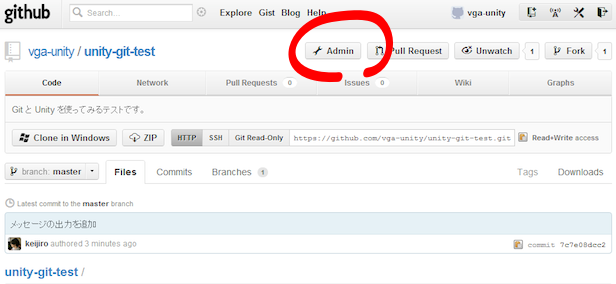 github Search... Explore Gist Blog Help vga-unity
vga-unity / unity-git-test Admin Pull Request Unwatch 1 Fork 1
Code Network Pull Requests 0 Issues 0 Wiki Graphs
Git と Unity を使ってみるテストです。
Clone in Windows ZIP HTTP SSH Git Read-Only https://github.com/vga-unity/unity-git-test.git Read+Write access
branch: master Files Commits Branches 1 Tags Downloads
Latest commit to the master branch
メッセージの出力を追加
keijiro authored 3 minutes ago commit 7c7e08dcc2
unity-git-test /